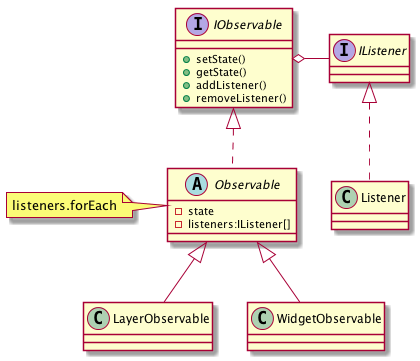 I IObservable
setState()
getState()
addListener()
removeListener()
I IListener
listeners.forEach
A Observable
state
listeners:IListener[]
C Listener
C LayerObservable
C WidgetObservable